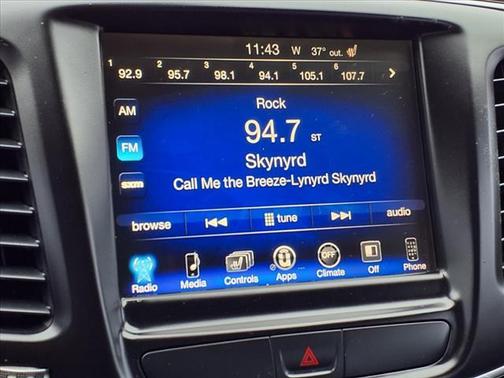 11:43 W 37° out.
1 2 3 4 5 6
92.9 95.7 98.1 94.1 105.1 107.7
AM
FM
sxm
Rock
94.7 ST
Skynyrd
Call Me the Breeze-Lynyrd Skynyrd
browse tune audio
OFF
Radio Media Controls Apps Climate Off Phone